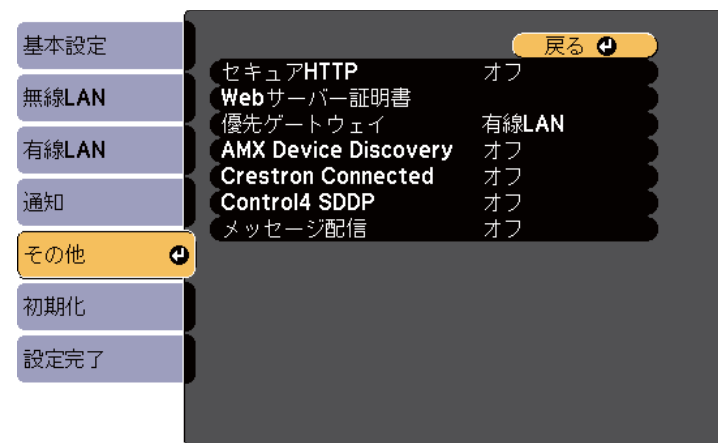 基本設定
無線LAN
有線LAN
通知
その他
初期化
設定完了
戻る
セキュアHTTP オフ
Webサーバー証明書
優先ゲートウェイ 有線LAN
AMX Device Discovery オフ
Crestron Connected オフ
Control4 SDDP オフ
メッセージ配信 オフ